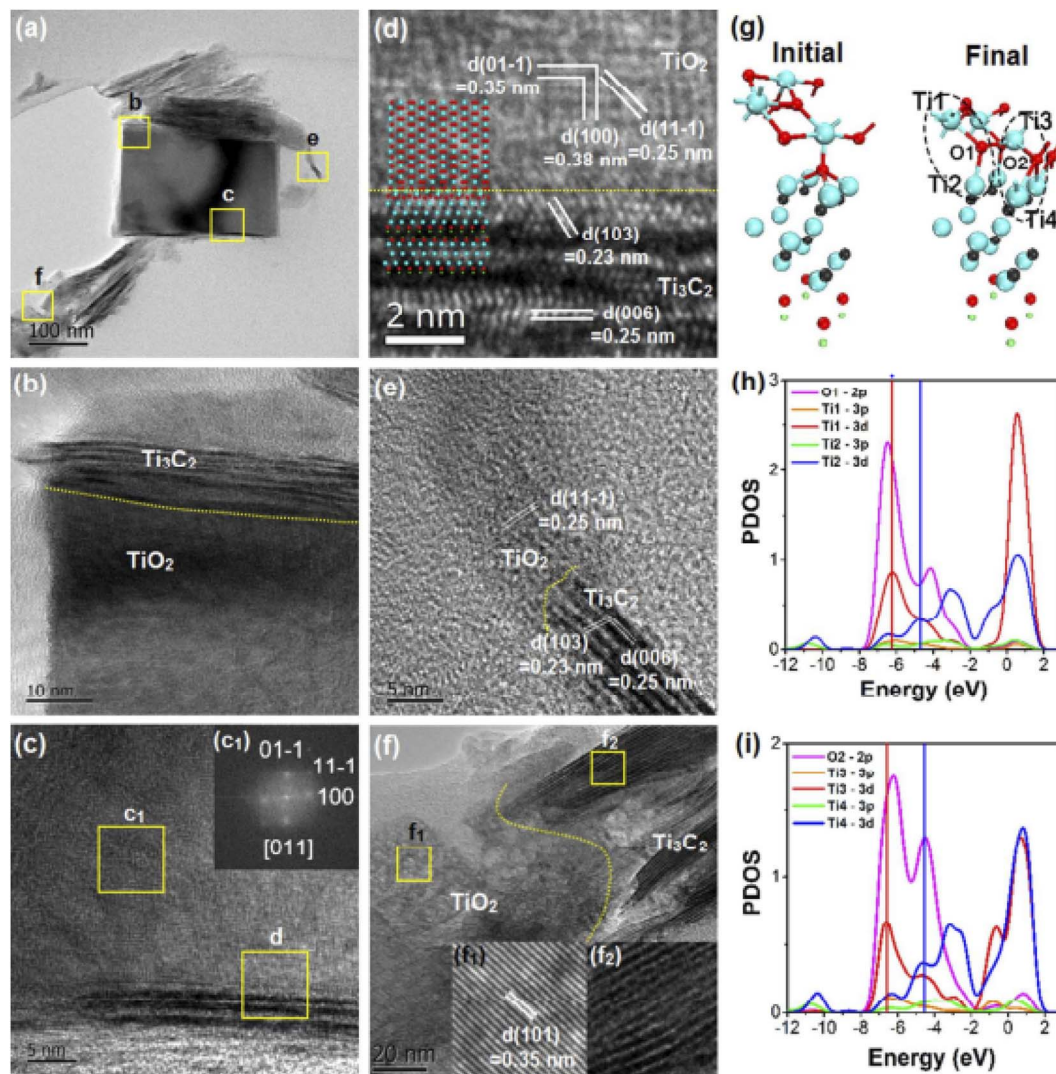 (a)
b
e
c
f
100 nm
(b)
Ti₃C₂
TiO₂
10 nm
(c)
(c₁)
01-1
11-1
100
[011]
c₁
d
5 nm
(d)
TiO₂
d(01-1)
=0.35 nm
d(100)
=0.38 nm
d(11-1)
=0.25 nm
d(103)
=0.23 nm
Ti₃C₂
d(006)
=0.25 nm
2 nm
(e)
d(11-1)
=0.25 nm
TiO₂
Ti₃C₂
d(103)
=0.23 nm
d(006)
=0.25 nm
5 nm
(f)
f₂
f₁
Ti₃C₂
TiO₂
(f₁)
(f₂)
d(101)
=0.35 nm
20 nm
(g)
Initial
Final
Ti1
Ti3
O1
O2
Ti2
Ti4
(h)
3
2
1
0
PDOS
O1 - 2p
Ti1 - 3p
Ti1 - 3d
Ti2 - 3p
Ti2 - 3d
-12 -10 -8 -6 -4 -2 0 2
Energy (eV)
(i)
2
1
0
PDOS
O2 - 2p
Ti3 - 3p
Ti3 - 3d
Ti4 - 3p
Ti4 - 3d
-12 -10 -8 -6 -4 -2 0 2
Energy (eV)